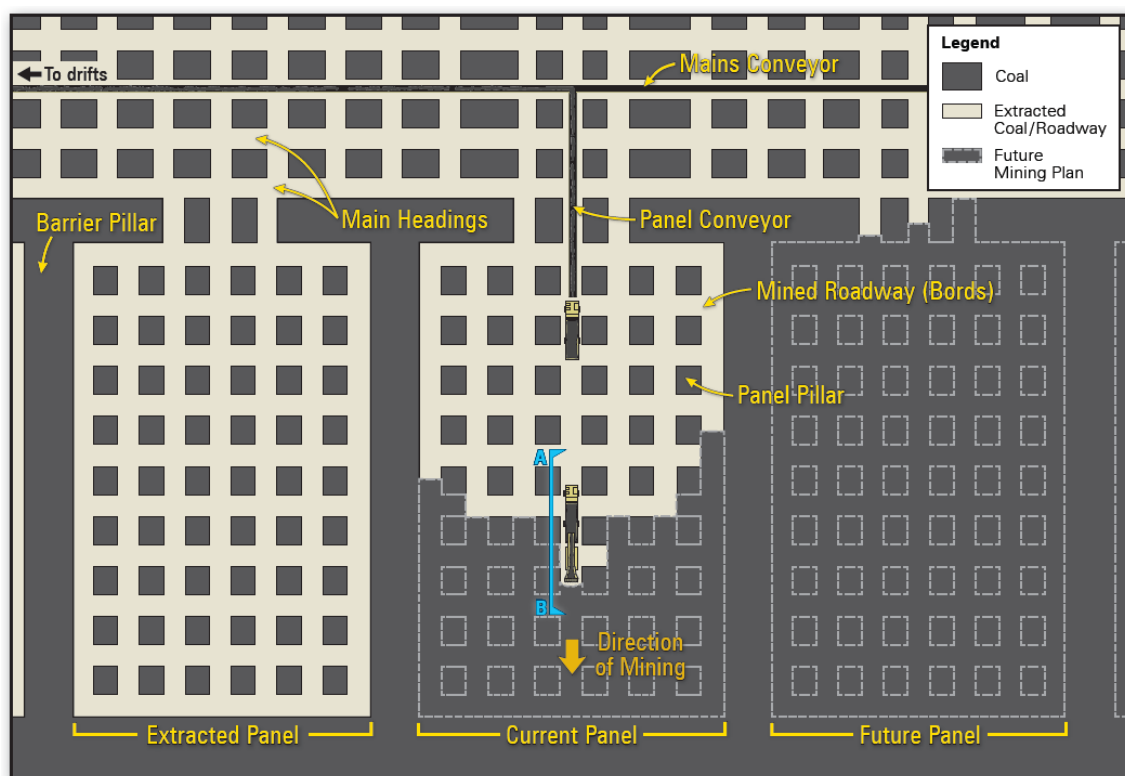 To drifts
Mains Conveyor
Legend
Coal
Extracted
Coal/Roadway
Future
Mining Plan
Main Headings
Panel Conveyor
Barrier Pillar
Mined Roadway (Bords)
Panel Pillar
A
B
Direction
of Mining
Extracted Panel
Current Panel
Future Panel